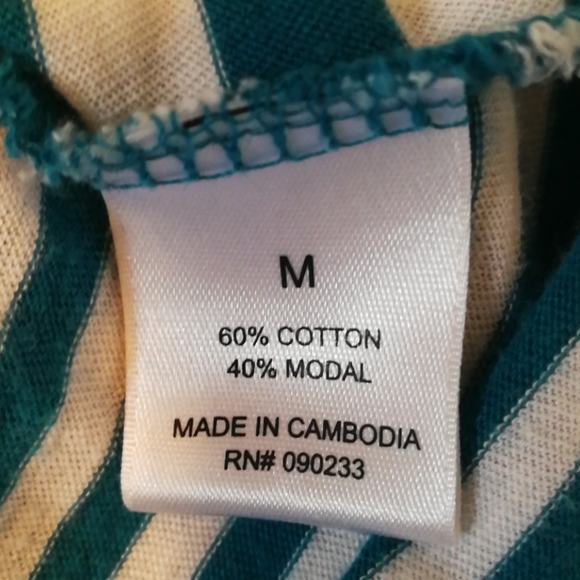 M
60% COTTON
40% MODAL
MADE IN CAMBODIA
RN# 090233